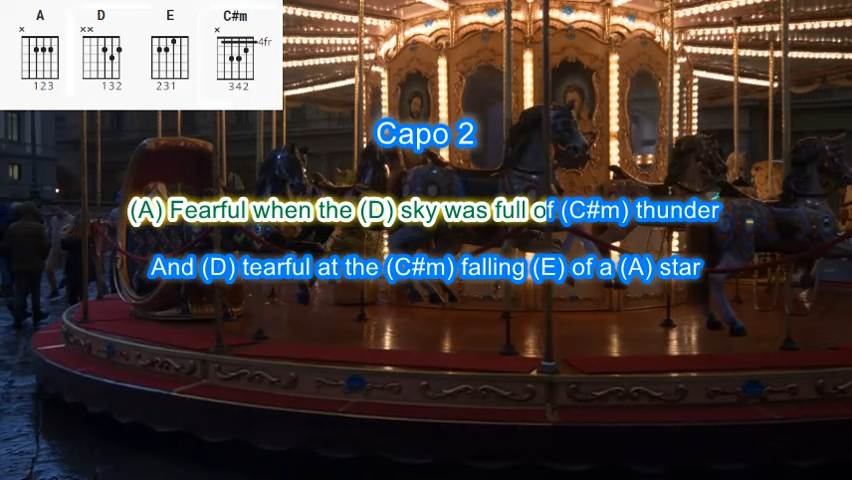 A D E C#m
x xx x
4fr
123 132 231 342
Capo 2
(A) Fearful when the (D) sky was full of (C#m) thunder
And (D) tearful at the (C#m) falling (E) of a (A) star